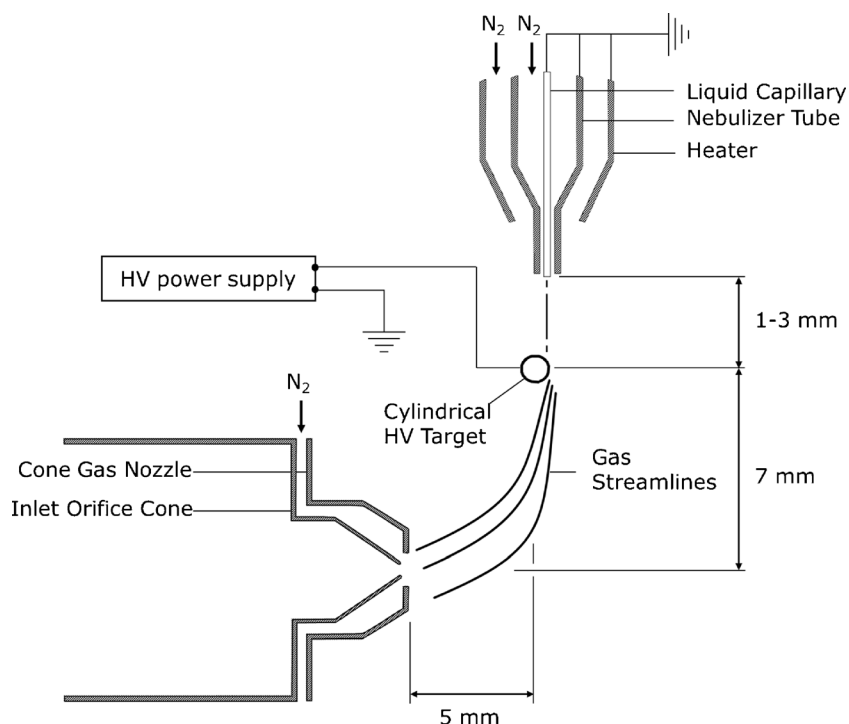 N₂ N₂
Liquid Capillary
Nebulizer Tube
Heater
HV power supply
1-3 mm
N₂
Cylindrical
HV Target
Cone Gas Nozzle
Gas
Streamlines
7 mm
Inlet Orifice Cone
5 mm